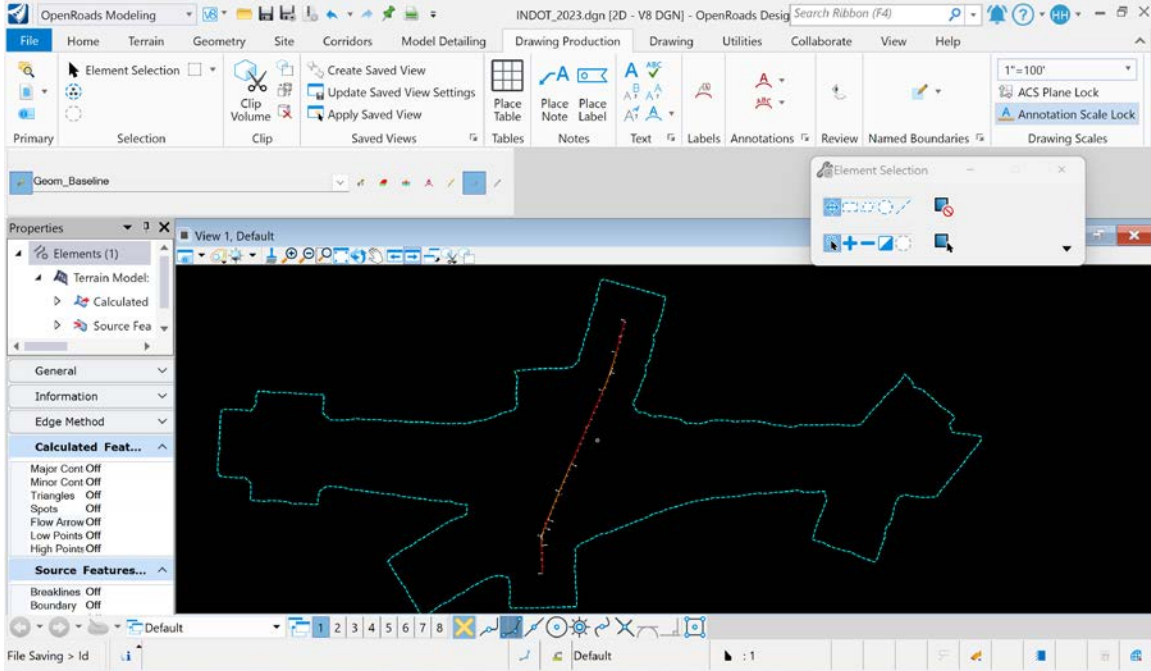 OpenRoads Modeling
INDOT_2023.dgn [2D - V8 DGN] - OpenRoads Desig
Search Ribbon (F4)
HH
File Home Terrain Geometry Site Corridors Model Detailing Drawing Production Drawing Utilities Collaborate View Help
Element Selection
Clip Volume
Create Saved View
Update Saved View Settings
Apply Saved View
Place Table
Place Note
Place Label
1"=100'
ACS Plane Lock
Annotation Scale Lock
Primary Selection Clip Saved Views Tables Notes Text Labels Annotations Review Named Boundaries Drawing Scales
Geom_Baseline
Element Selection
Properties
View 1, Default
Elements (1)
Terrain Model:
Calculated
Source Fea
General
Information
Edge Method
Calculated Feat...
Major Cont Off
Minor Cont Off
Triangles Off
Spots Off
Flow Arrow Off
Low Points Off
High Points Off
Source Features...
Breaklines Off
Boundary Off
Default
1 2 3 4 5 6 7 8
File Saving > Id
Default
: 1